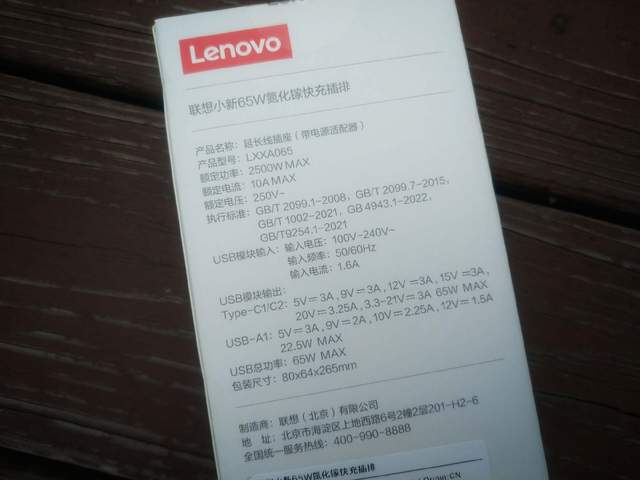 Lenovo
联想小新65W氮化镓快充插排
产品名称：延长线插座（带电源适配器）
产品型号：LXXA065
额定功率：2500W MAX
额定电流：10A MAX
额定电压：250V~
执行标准：GB/T 2099.1-2008，GB/T 2099.7-2015，
GB/T 1002-2021，GB 4943.1-2022，
GB/T9254.1-2021
USB模块输入：输入电压：100V-240V~
输入频率：50/60Hz
输入电流：1.6A
USB模块输出：
Type-C1/C2：5V⎓3A，9V⎓3A，12V⎓3A，15V⎓3A，
20V⎓3.25A，3.3-21V⎓3A 65W MAX
USB-A1：5V⎓3A，9V⎓2A，10V⎓2.25A，12V⎓1.5A
22.5W MAX
USB总功率：65W MAX
包装尺寸：80x64x265mm
制造商：联想（北京）有限公司
地 址：北京市海淀区上地西路6号2幢2层201-H2-6
全国统一服务热线：400-990-8888
联想小新65W氮化镓快充插排